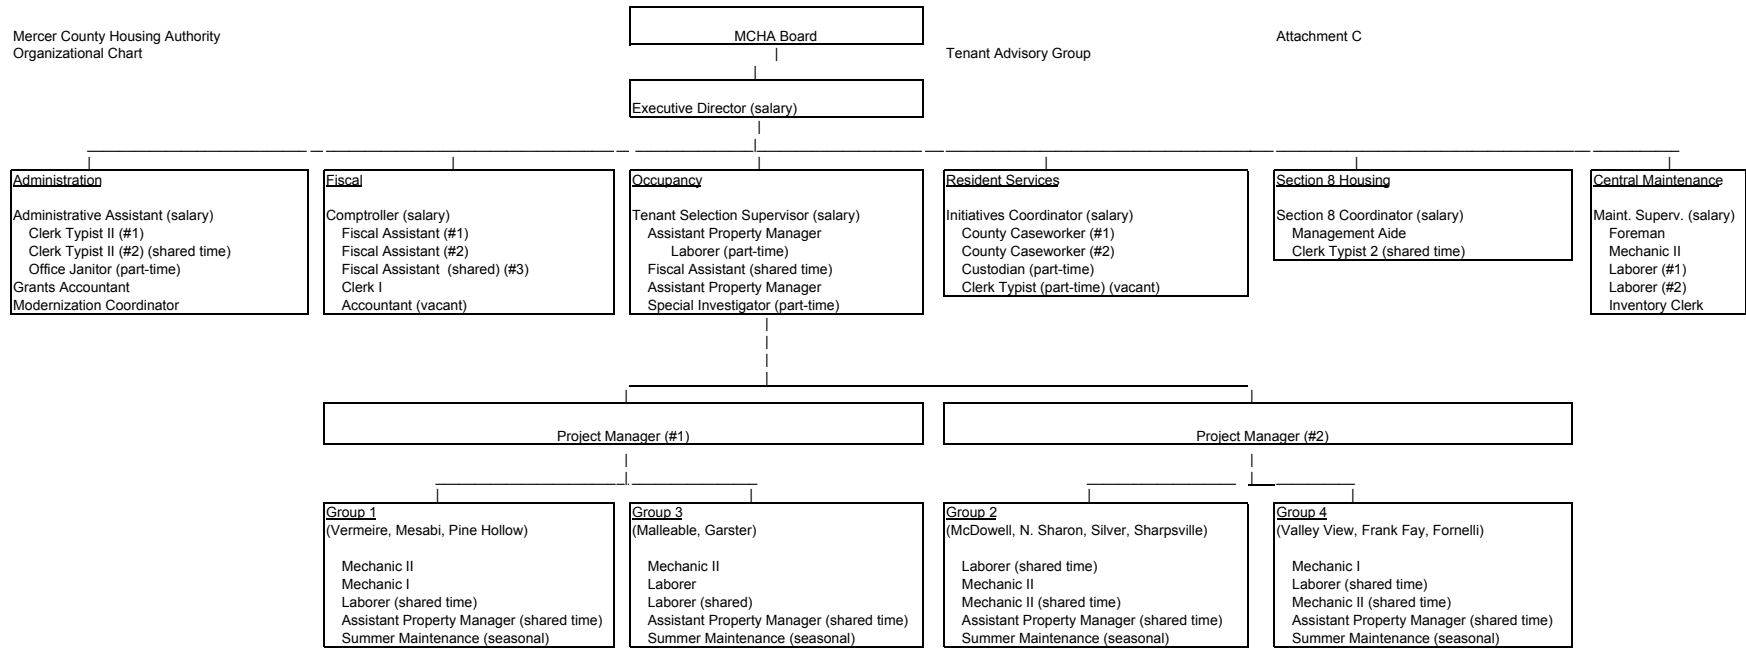 Mercer County Housing Authority
Organizational Chart
MCHA Board
Tenant Advisory Group
Attachment C
Executive Director (salary)
Administration
Administrative Assistant (salary)
Clerk Typist II (#1)
Clerk Typist II (#2) (shared time)
Office Janitor (part-time)
Grants Accountant
Modernization Coordinator
Fiscal
Comptroller (salary)
Fiscal Assistant (#1)
Fiscal Assistant (#2)
Fiscal Assistant (shared) (#3)
Clerk I
Accountant (vacant)
Occupancy
Tenant Selection Supervisor (salary)
Assistant Property Manager
Laborer (part-time)
Fiscal Assistant (shared time)
Assistant Property Manager
Special Investigator (part-time)
Resident Services
Initiatives Coordinator (salary)
County Caseworker (#1)
County Caseworker (#2)
Custodian (part-time)
Clerk Typist (part-time) (vacant)
Section 8 Housing
Section 8 Coordinator (salary)
Management Aide
Clerk Typist 2 (shared time)
Central Maintenance
Maint. Superv. (salary)
Foreman
Mechanic II
Laborer (#1)
Laborer (#2)
Inventory Clerk
Project Manager (#1)
Project Manager (#2)
Group 1
(Vermeire, Mesabi, Pine Hollow)
Mechanic II
Mechanic I
Laborer (shared time)
Assistant Property Manager (shared time)
Summer Maintenance (seasonal)
Group 3
(Malleable, Garster)
Mechanic II
Laborer
Laborer (shared)
Assistant Property Manager (shared time)
Summer Maintenance (seasonal)
Group 2
(McDowell, N. Sharon, Silver, Sharpsville)
Laborer (shared time)
Mechanic II
Mechanic II (shared time)
Assistant Property Manager (shared time)
Summer Maintenance (seasonal)
Group 4
(Valley View, Frank Fay, Fornelli)
Mechanic I
Laborer (shared time)
Mechanic II (shared time)
Assistant Property Manager (shared time)
Summer Maintenance (seasonal)